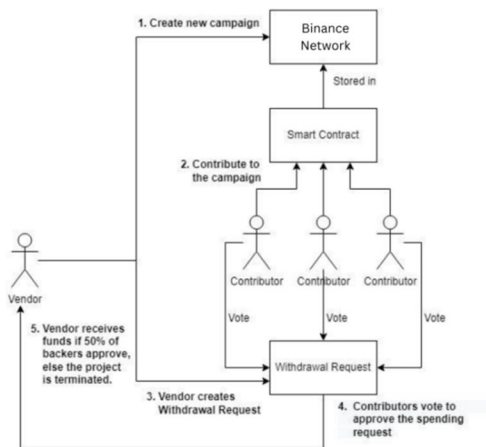 1. Create new campaign
Binance
Network
Stored in
Smart Contract
2. Contribute to
the campaign
Contributor
Contributor
Contributor
Vendor
Vote
Vote
Vote
5. Vendor receives
funds if 50% of
backers approve,
else the project
is terminated.
Withdrawal Request
3. Vendor creates
Withdrawal Request
4. Contributors vote to
approve the spending
request